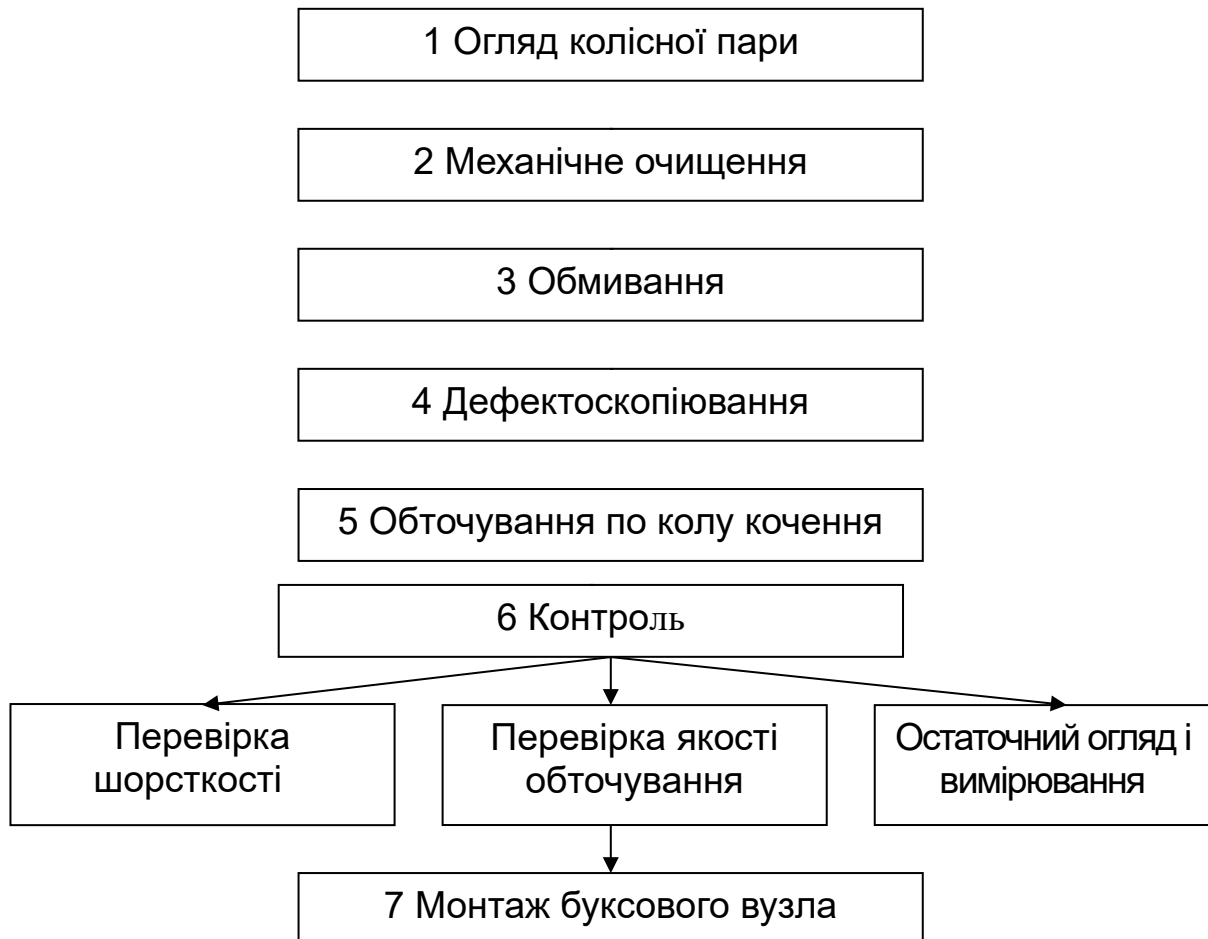 1 Огляд колісної пари
2 Механічне очищення
3 Обмивання
4 Дефектоскопіювання
5 Обточування по колу кочення
6 Контроль
Перевірка
шорсткості
Перевірка якості
обточування
Остаточний огляд і
вимірювання
7 Монтаж буксового вузла